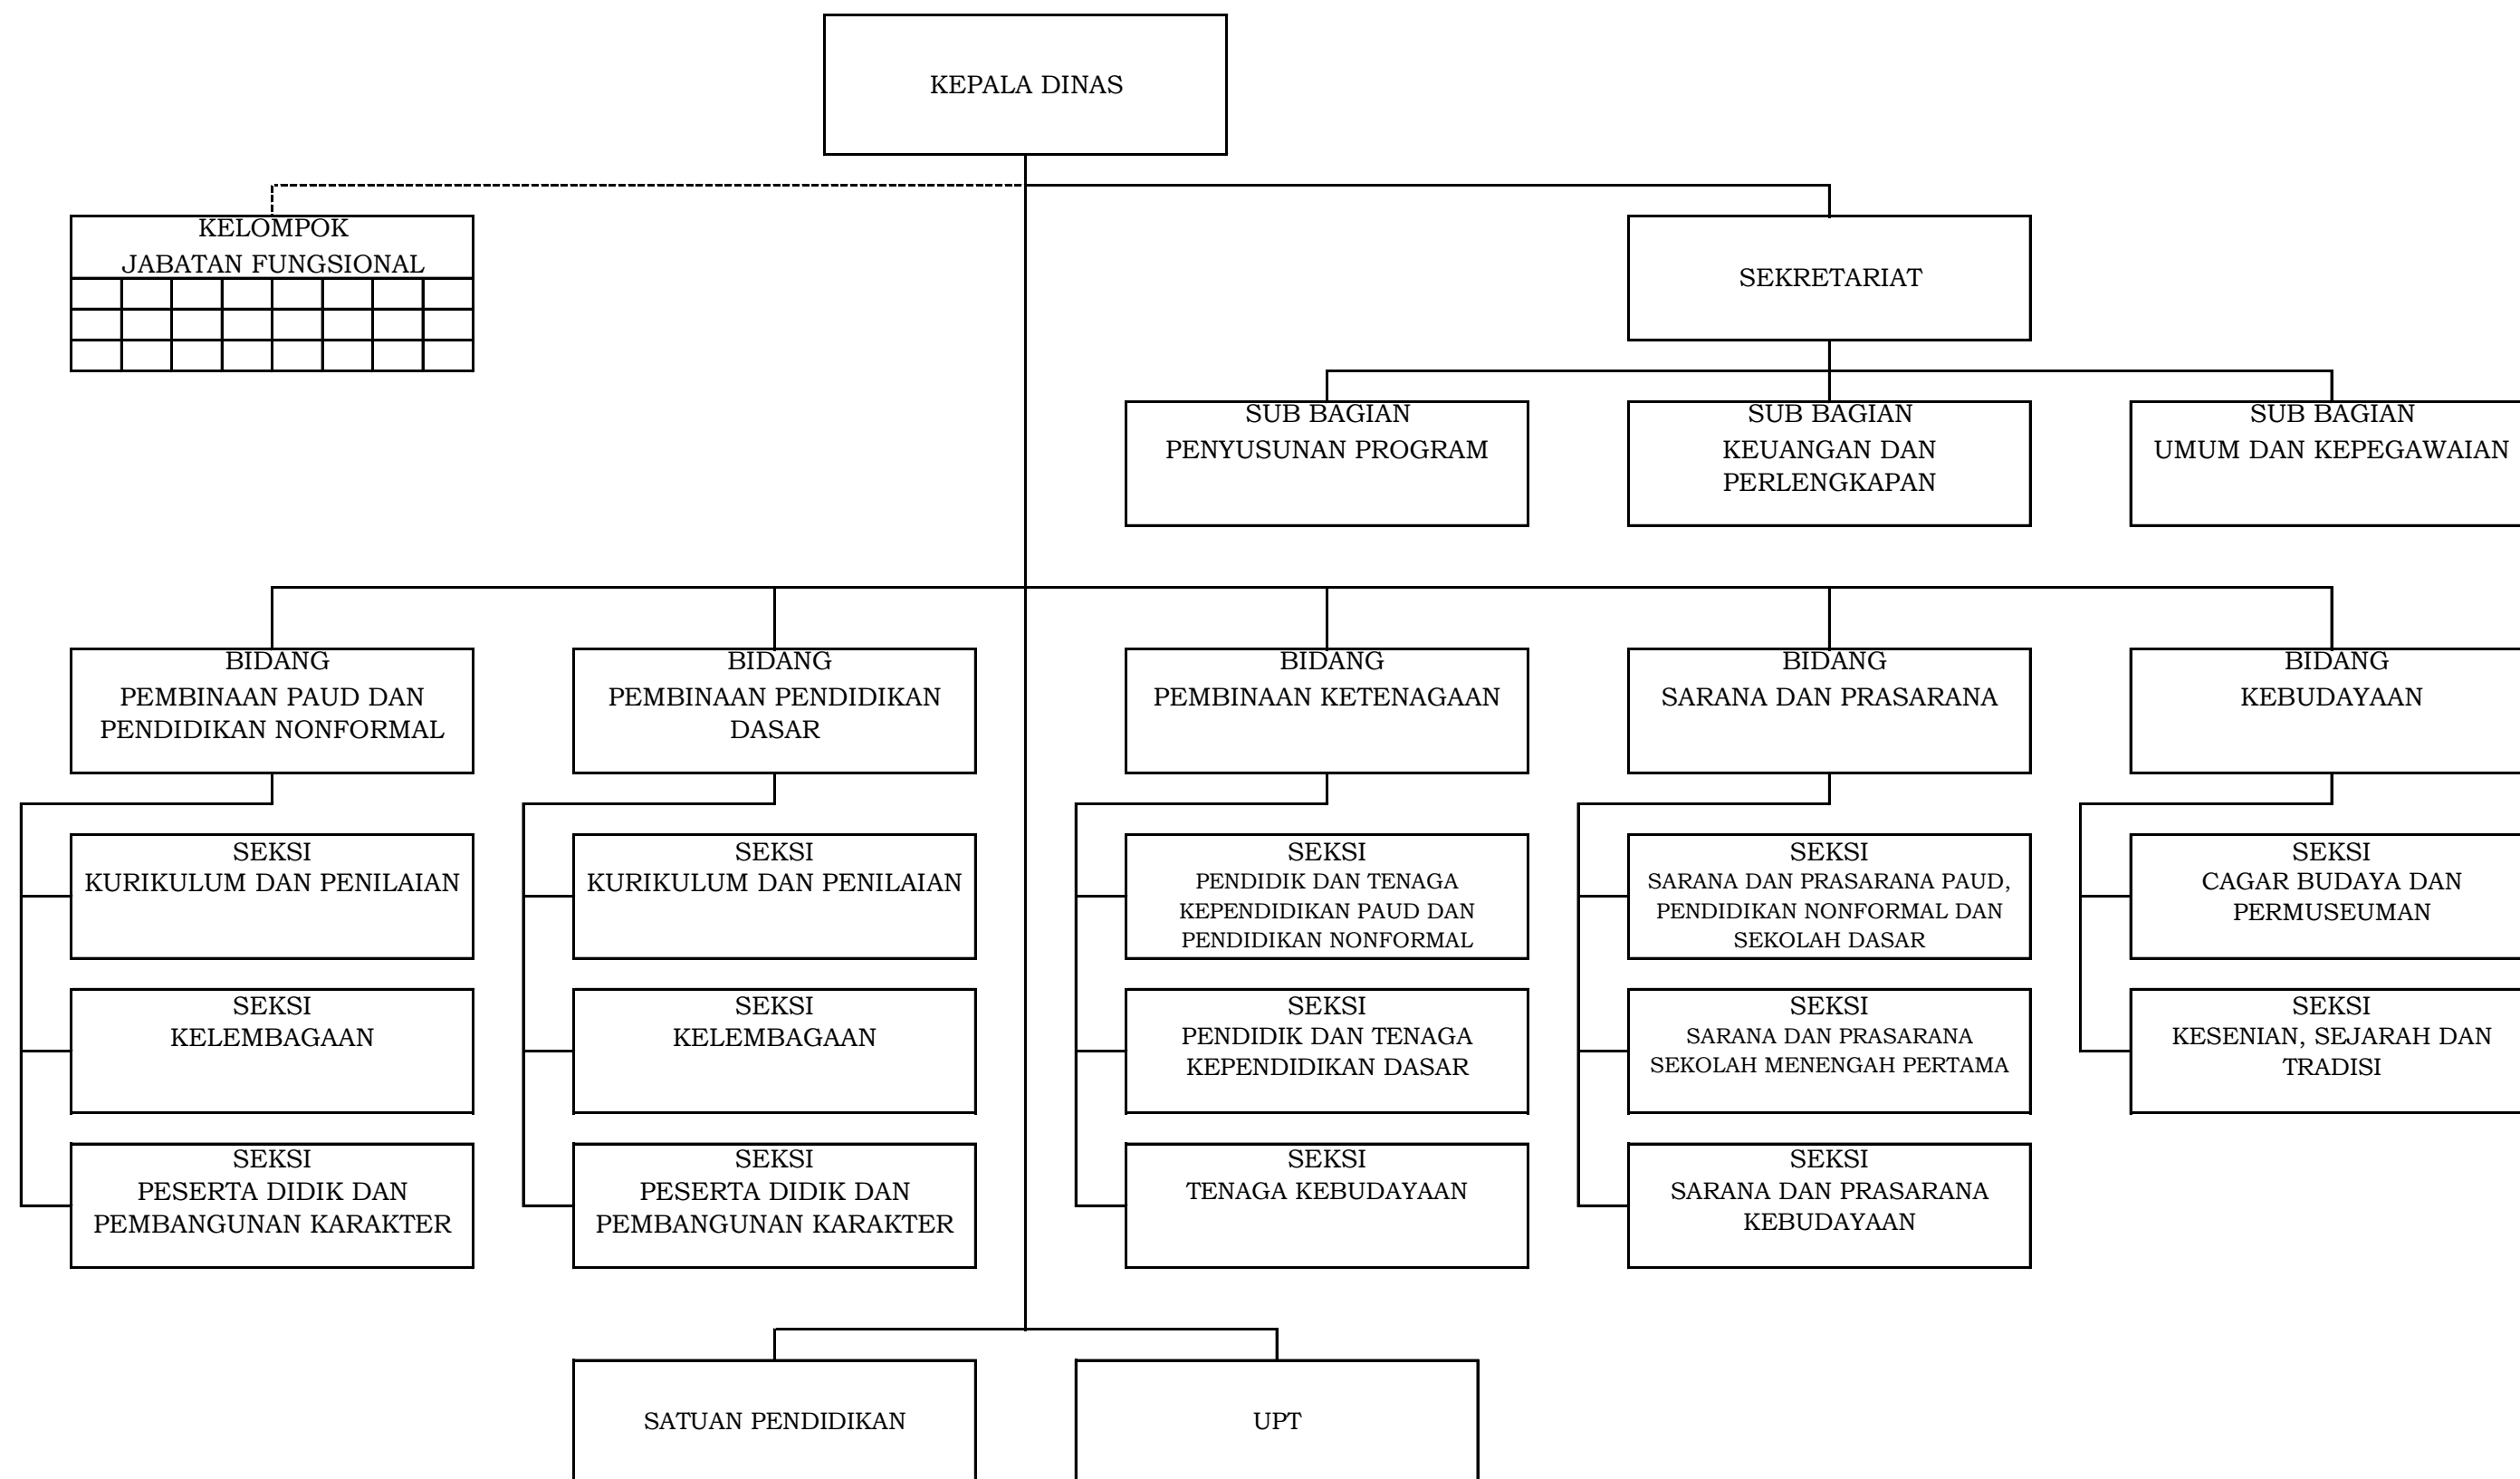 KEPALA DINAS
KELOMPOK
JABATAN FUNGSIONAL
SEKRETARIAT
SUB BAGIAN
PENYUSUNAN PROGRAM
SUB BAGIAN
KEUANGAN DAN
PERLENGKAPAN
SUB BAGIAN
UMUM DAN KEPEGAWAIAN
BIDANG
PEMBINAAN PAUD DAN
PENDIDIKAN NONFORMAL
BIDANG
PEMBINAAN PENDIDIKAN
DASAR
BIDANG
PEMBINAAN KETENAGAAN
BIDANG
SARANA DAN PRASARANA
BIDANG
KEBUDAYAAN
SEKSI
KURIKULUM DAN PENILAIAN
SEKSI
KURIKULUM DAN PENILAIAN
SEKSI
PENDIDIK DAN TENAGA
KEPENDIDIKAN PAUD DAN
PENDIDIKAN NONFORMAL
SEKSI
SARANA DAN PRASARANA PAUD,
PENDIDIKAN NONFORMAL DAN
SEKOLAH DASAR
SEKSI
CAGAR BUDAYA DAN
PERMUSEUMAN
SEKSI
KELEMBAGAAN
SEKSI
KELEMBAGAAN
SEKSI
PENDIDIK DAN TENAGA
KEPENDIDIKAN DASAR
SEKSI
SARANA DAN PRASARANA
SEKOLAH MENENGAH PERTAMA
SEKSI
KESENIAN, SEJARAH DAN
TRADISI
SEKSI
PESERTA DIDIK DAN
PEMBANGUNAN KARAKTER
SEKSI
PESERTA DIDIK DAN
PEMBANGUNAN KARAKTER
SEKSI
TENAGA KEBUDAYAAN
SEKSI
SARANA DAN PRASARANA
KEBUDAYAAN
SATUAN PENDIDIKAN
UPT